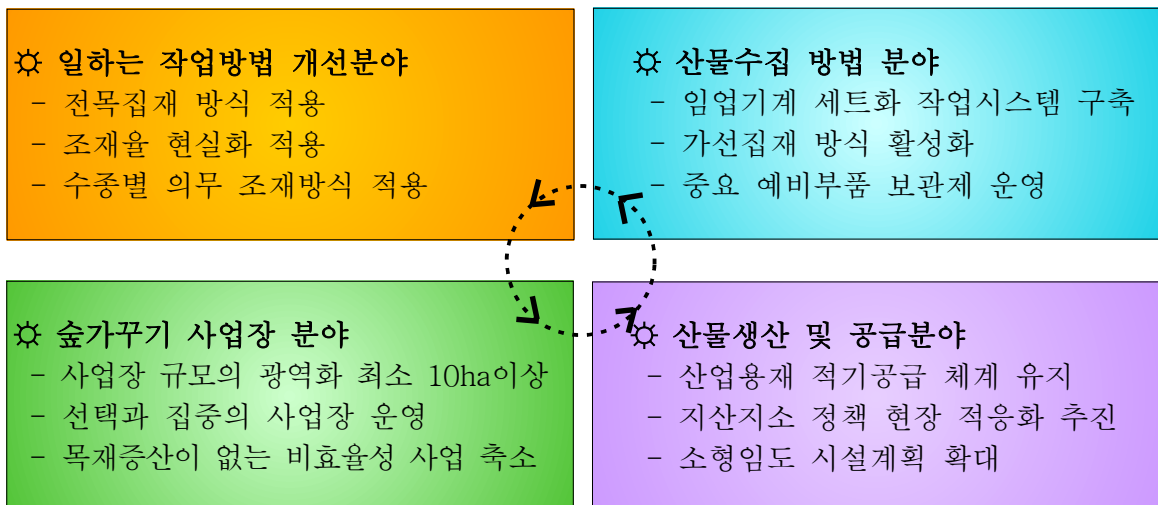 ☼ 일하는 작업방법 개선분야
- 전목집재 방식 적용
- 조재율 현실화 적용
- 수종별 의무 조재방식 적용
☼ 산물수집 방법 분야
- 임업기계 세트화 작업시스템 구축
- 가선집재 방식 활성화
- 중요 예비부품 보관제 운영
☼ 숲가꾸기 사업장 분야
- 사업장 규모의 광역화 최소 10ha이상
- 선택과 집중의 사업장 운영
- 목재증산이 없는 비효율성 사업 축소
☼ 산물생산 및 공급분야
- 산업용재 적기공급 체계 유지
- 지산지소 정책 현장 적응화 추진
- 소형임도 시설계획 확대